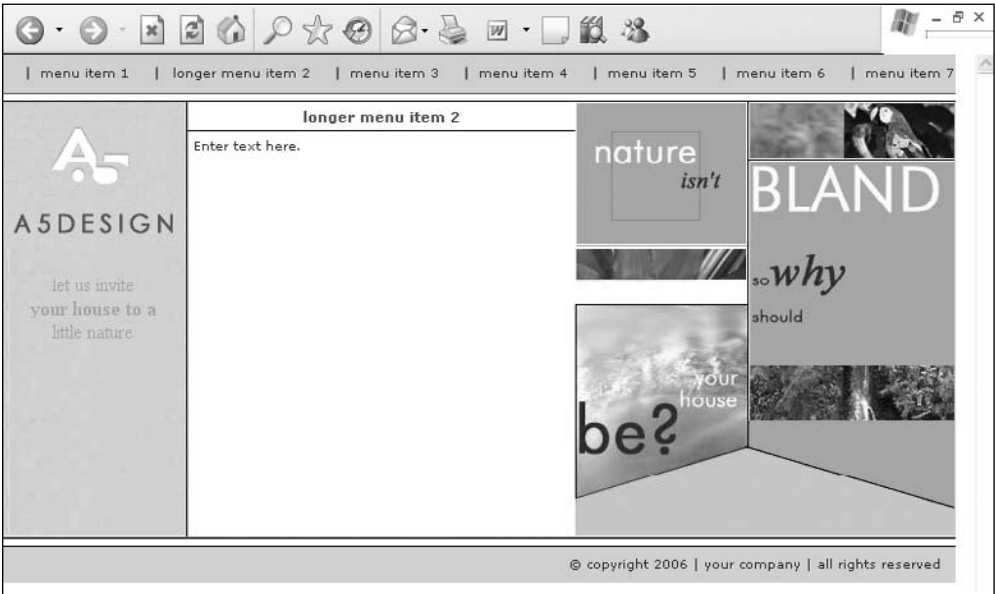 | menu item 1 | longer menu item 2 | menu item 3 | menu item 4 | menu item 5 | menu item 6 | menu item 7
A5
A5DESIGN
let us invite
your house to a
little nature
longer menu item 2
Enter text here.
nature
isn't
BLAND
so why
should
your
house
be?
© copyright 2006 | your company | all rights reserved